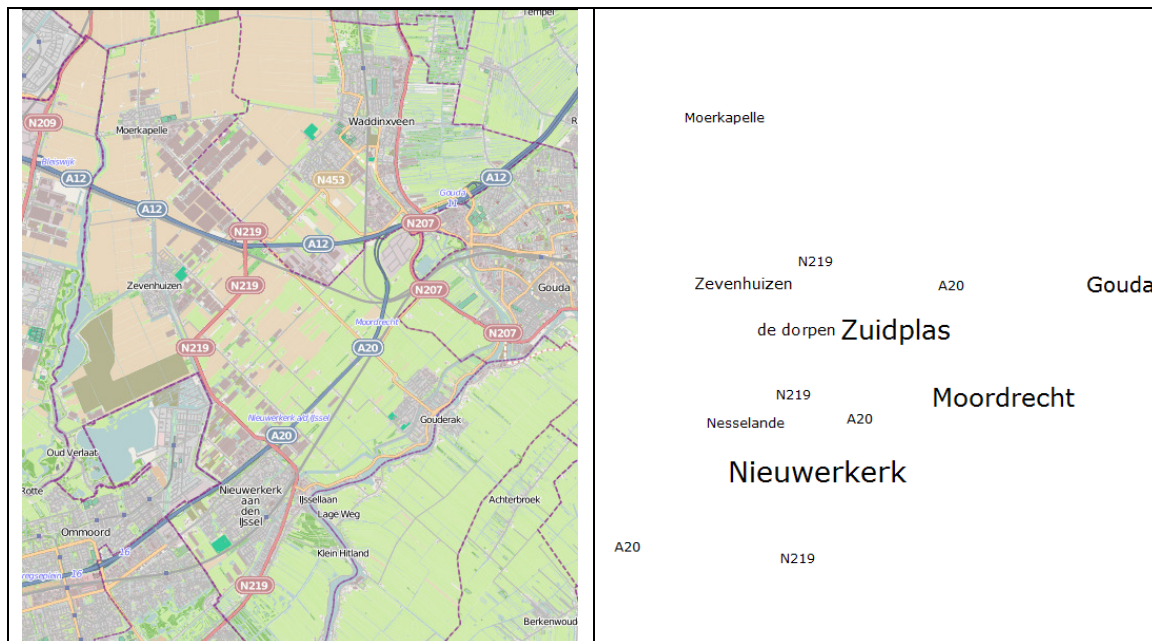 Tempel
N209
Waddinxveen
Moerkapelle
Bleiswijk
A12
N453
A12
Gouda
11
A12
N207
N219
A12
N219
Zevenhuizen
N207
Gouda
Moordrecht
N207
N219
A20
Nieuwerkerk a/d IJssel
Gouderak
A20
Oud Verlaat
Rotte
Nieuwerkerk
aan
den
IJssel
IJssellaan
Achterbroek
Lage Weg
Ommoord
16
Klein Hitland
16
N219
Berkenwoud
Moerkapelle
N219
Zevenhuizen
A20
Gouda
de dorpen Zuidplas
N219
Moordrecht
Nesselande
A20
Nieuwerkerk
A20
N219